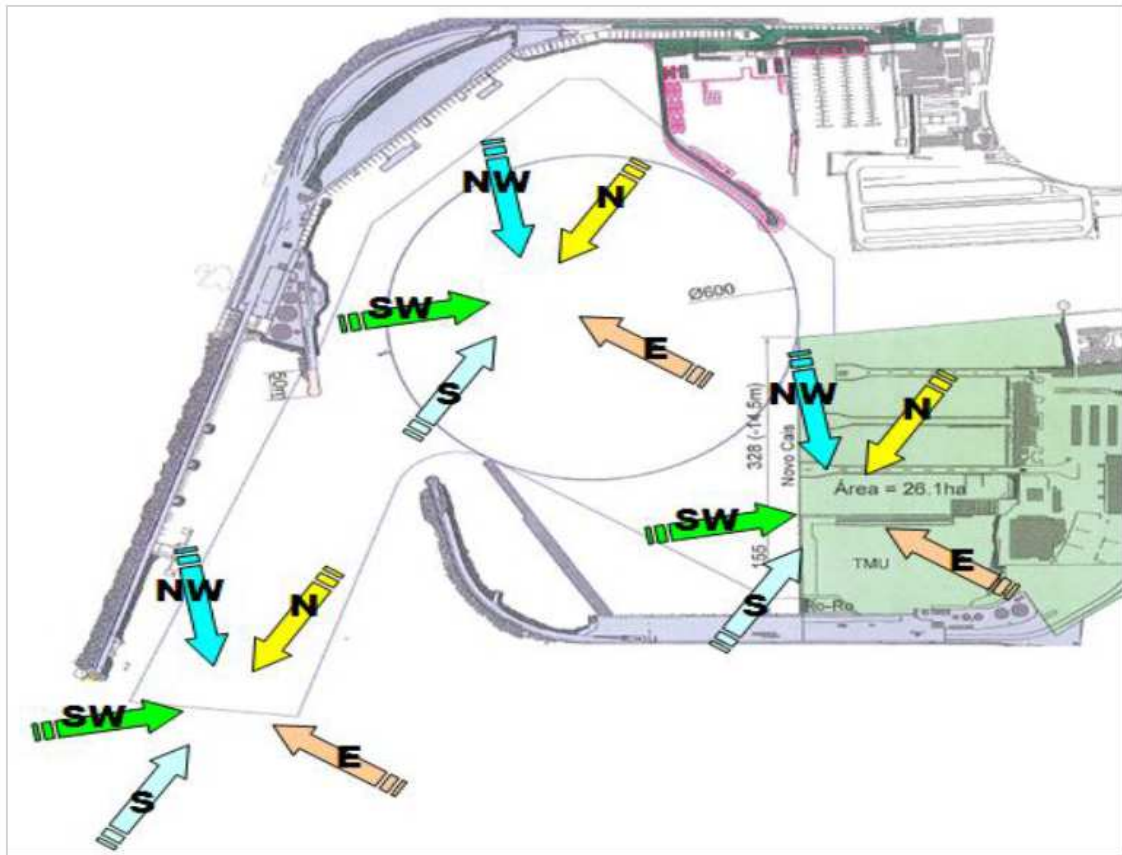 NW
N
Ø600
SW
E
S
50m
NW
N
328 (-14,5m)
Novo Cais
Área = 26.1ha
SW
E
155
TMU
S
Ro-Ro
NW
N
SW
E
S